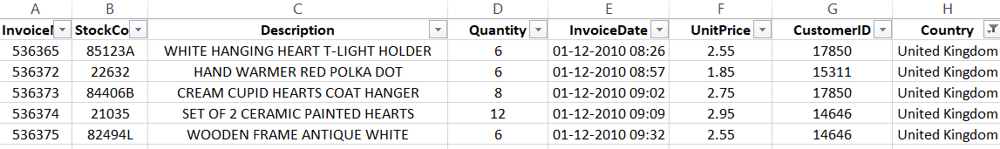 A B C D E F G H
InvoiceN StockCo Description Quantity InvoiceDate UnitPrice CustomerID Country
536365 85123A WHITE HANGING HEART T-LIGHT HOLDER 6 01-12-2010 08:26 2.55 17850 United Kingdom
536372 22632 HAND WARMER RED POLKA DOT 6 01-12-2010 08:57 1.85 15311 United Kingdom
536373 84406B CREAM CUPID HEARTS COAT HANGER 8 01-12-2010 09:02 2.75 17850 United Kingdom
536374 21035 SET OF 2 CERAMIC PAINTED HEARTS 12 01-12-2010 09:09 2.95 14646 United Kingdom
536375 82494L WOODEN FRAME ANTIQUE WHITE 6 01-12-2010 09:32 2.55 14646 United Kingdom